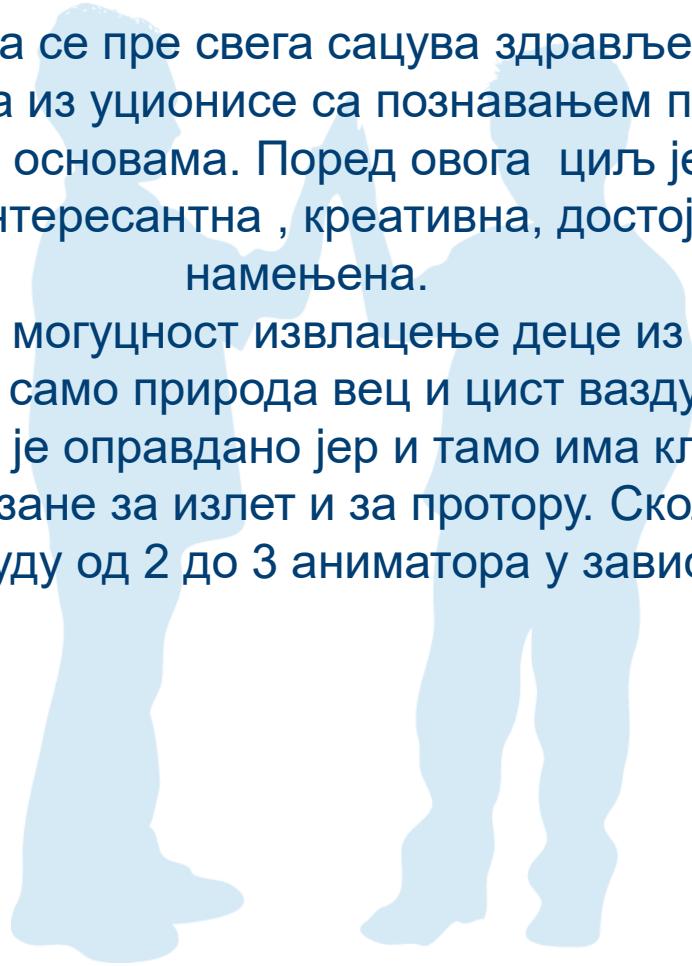 а се пре свега сацува здравље
а из уционисе са познавањем п
основама. Поред овога  циљ је
нтересантна , креативна, достој
намењена.
могуцност извлацење деце из
само природа вец и цист вазду
је оправдано јер и тамо има кл
зане за излет и за протору. Ско
уду од 2 до 3 аниматора у завис